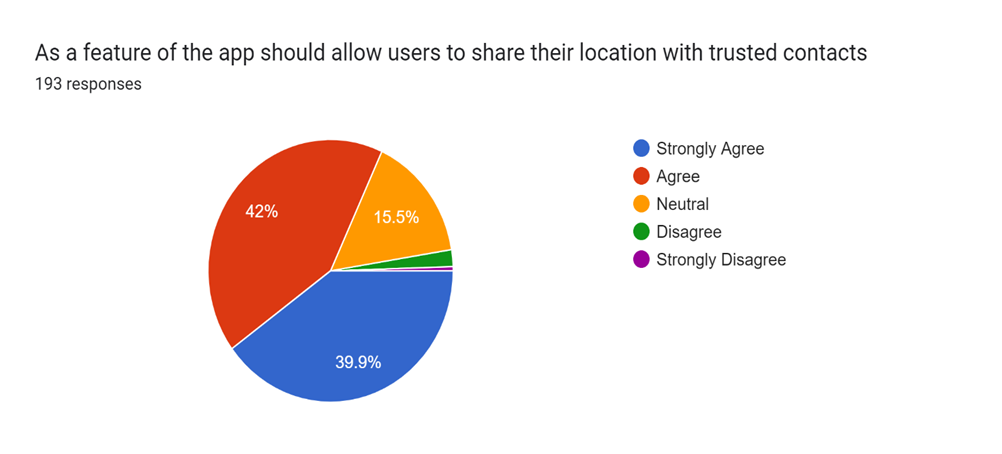 As a feature of the app should allow users to share their location with trusted contacts
193 responses
42%
15.5%
39.9%
Strongly Agree
Agree
Neutral
Disagree
Strongly Disagree